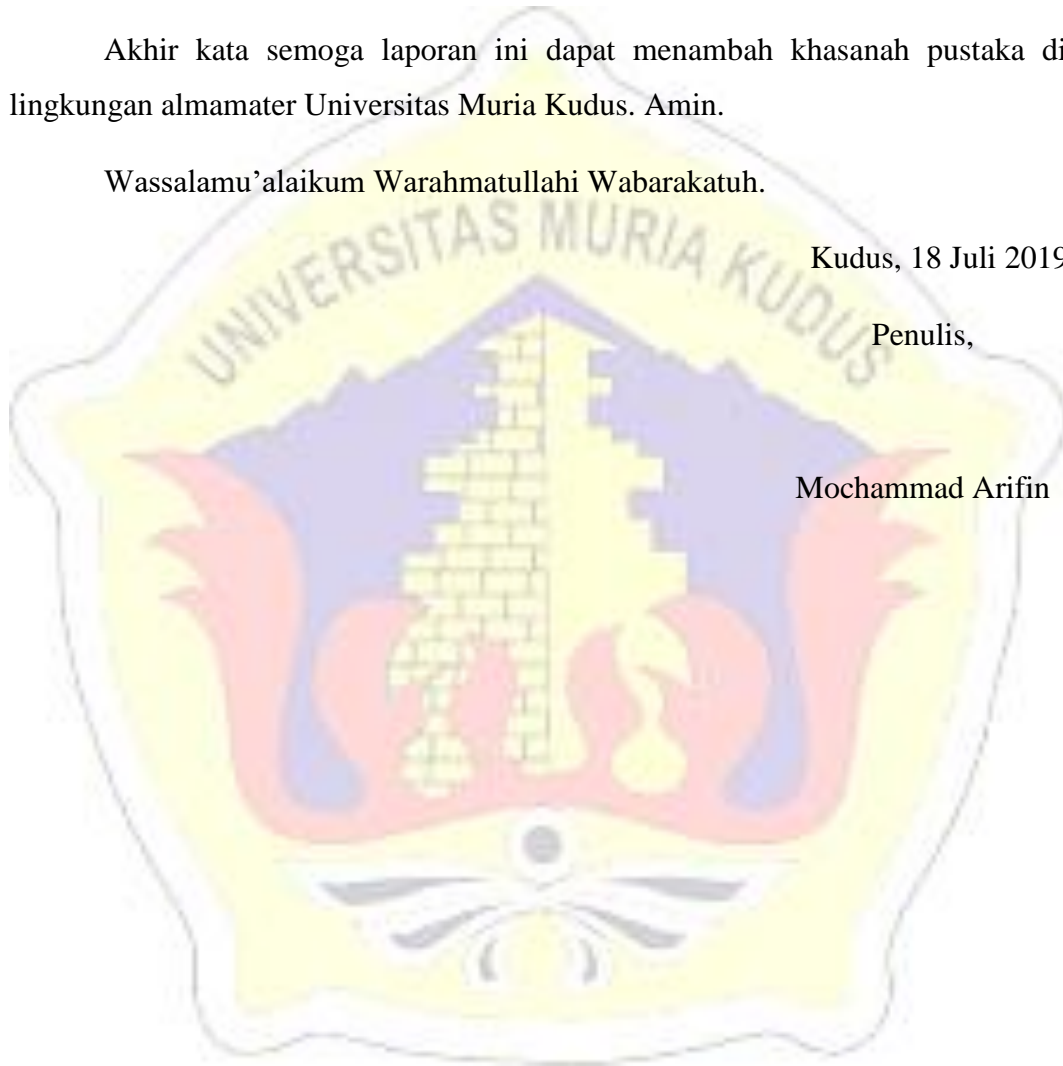 Akhir kata semoga laporan ini dapat menambah khasanah pustaka di
lingkungan almamater Universitas Muria Kudus. Amin.
Wassalamu’alaikum Warahmatullahi Wabarakatuh.
UNIVERSITAS MURIA KUDUS
Kudus, 18 Juli 2019
Penulis,
Mochammad Arifin